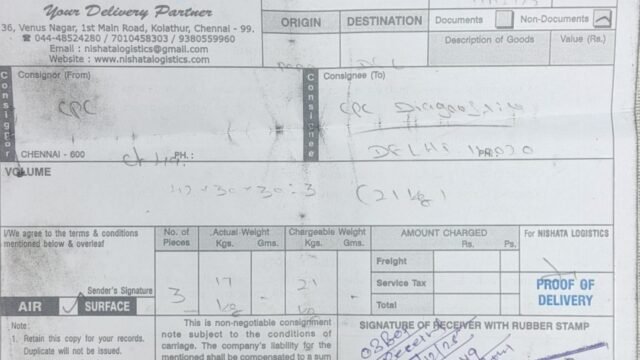 Your Delivery Partner
36, Venus Nagar, 1st Main Road, Kolathur, Chennai - 99.
☎ 044-48524280 / 7010458303 / 9380559960
Email : nishatalogistics@gmail.com
Website : www.nishatalogistics.com
ORIGIN DESTINATION
Documents Non-Documents
Description of Goods Value (Rs.)
DEL
Consignor
Consignor (From)
CPC
CHENNAI - 600 PH.:
Consignee
Consignee (To)
CPC
DELHI
VOLUME
(21 kg)
I/We agree to the terms & conditions
mentioned below & overleaf
Sender's Signature
AIR SURFACE
No. of
Pieces
3
Actual Weight
Kgs. Gms.
17
kg
Chargeable Weight
Kgs. Gms.
21
kg
AMOUNT CHARGED
Rs. Ps.
Freight
Service Tax
Total
For NISHATA LOGISTICS
PROOF OF
DELIVERY
Note:
1. Retain this copy for your records.
Duplicate will not be issued.
This is non-negotiable consignment
note subject to the conditions of
carriage. The company's liability for the
mentioned shall be compensated to a sum
SIGNATURE OF RECEIVER WITH RUBBER STAMP